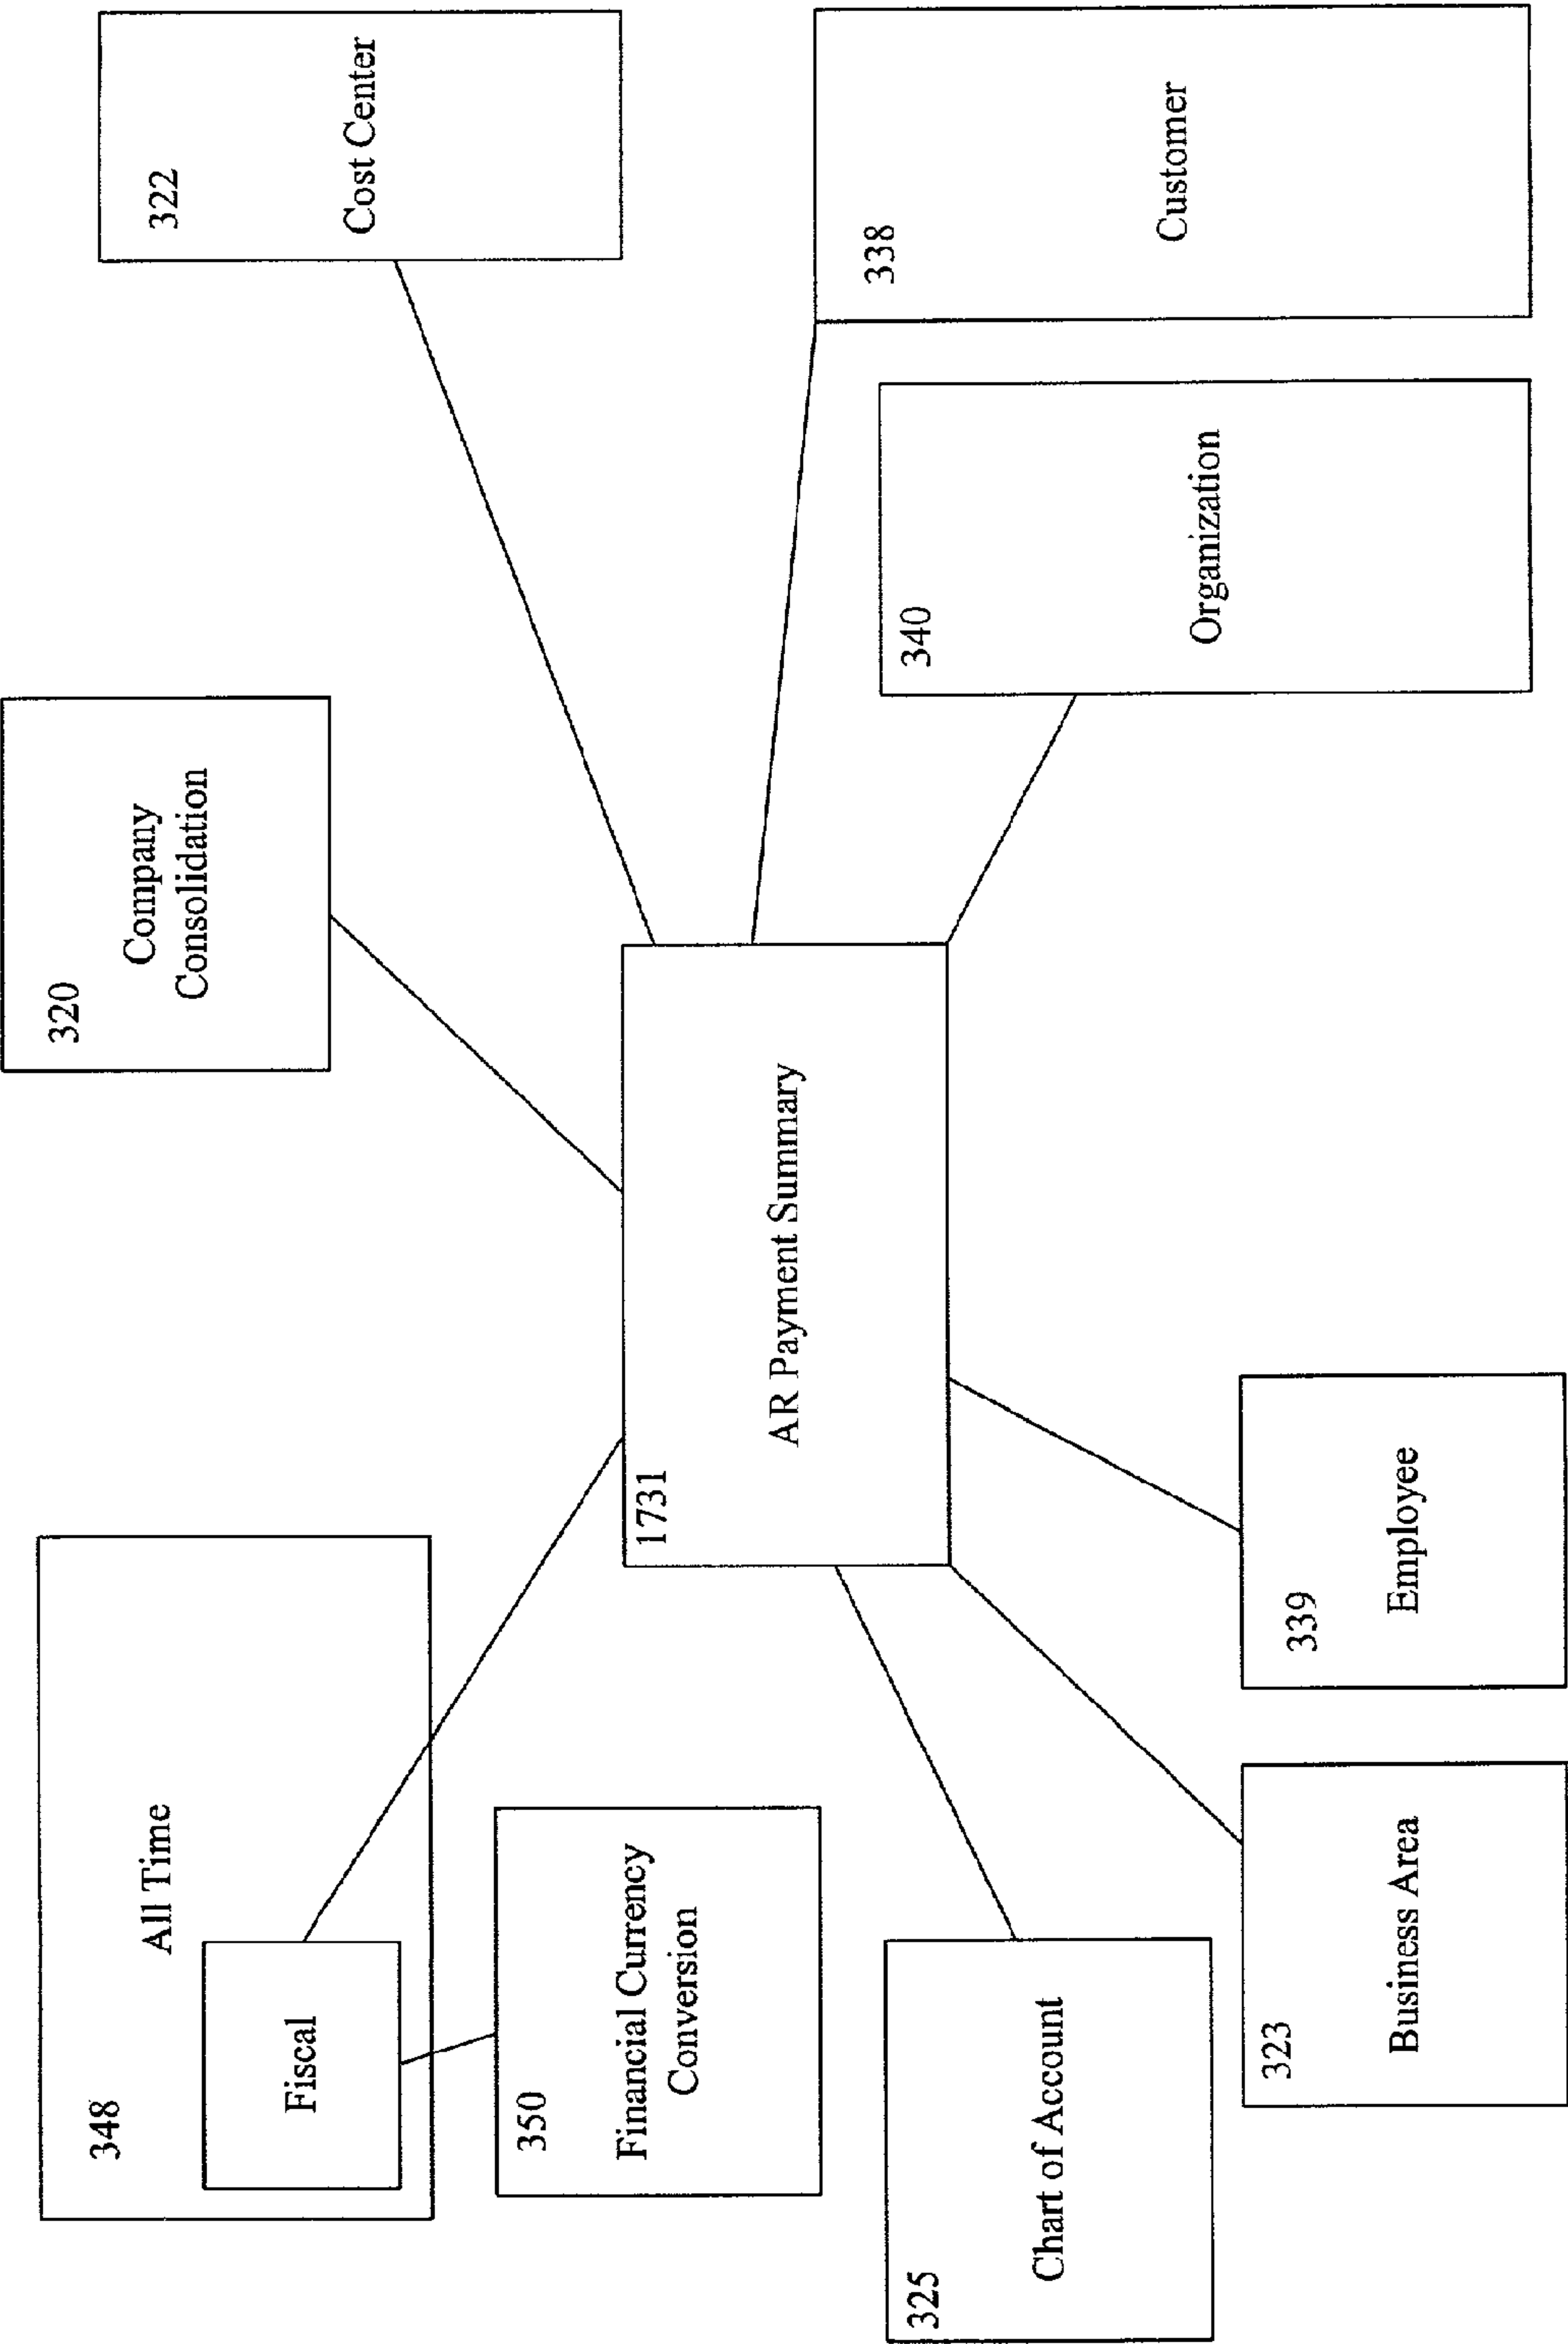 348
All Time
Fiscal
320
Company
Consolidation
322
Cost Center
350
Financial Currency
Conversion
1731
AR Payment Summary
325
Chart of Account
340
Organization
338
Customer
323
Business Area
339
Employee